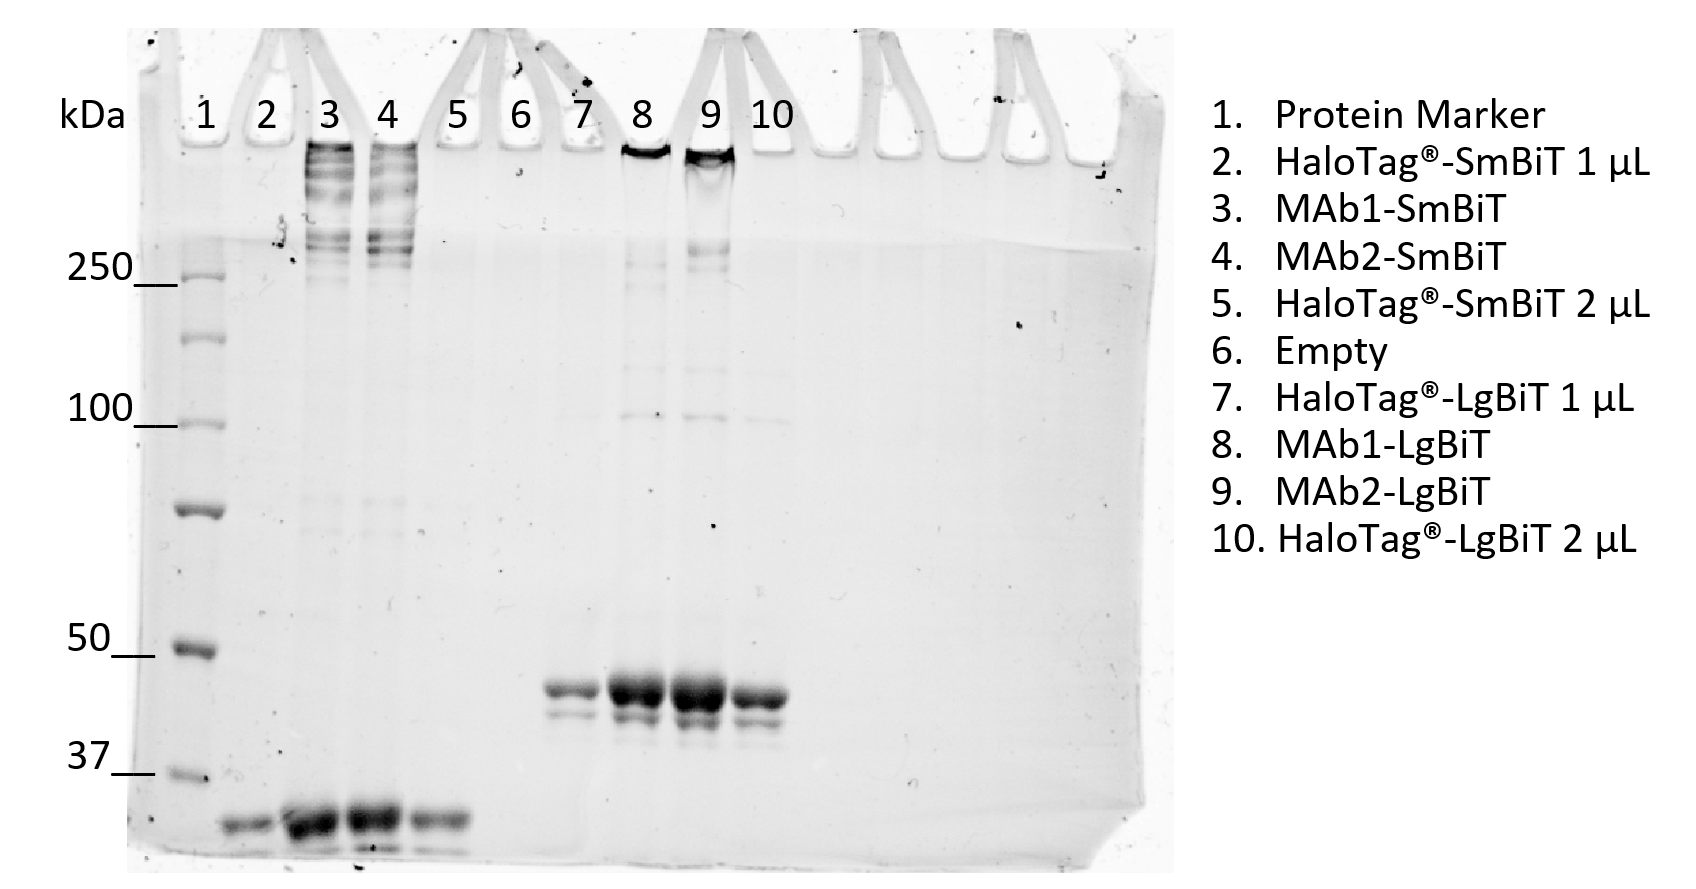 kDa 1 2 3 4 5 6 7 8 9 10
250
100
50
37
1. Protein Marker
2. HaloTag®-SmBiT 1 µL
3. MAb1-SmBiT
4. MAb2-SmBiT
5. HaloTag®-SmBiT 2 µL
6. Empty
7. HaloTag®-LgBiT 1 µL
8. MAb1-LgBiT
9. MAb2-LgBiT
10. HaloTag®-LgBiT 2 µL